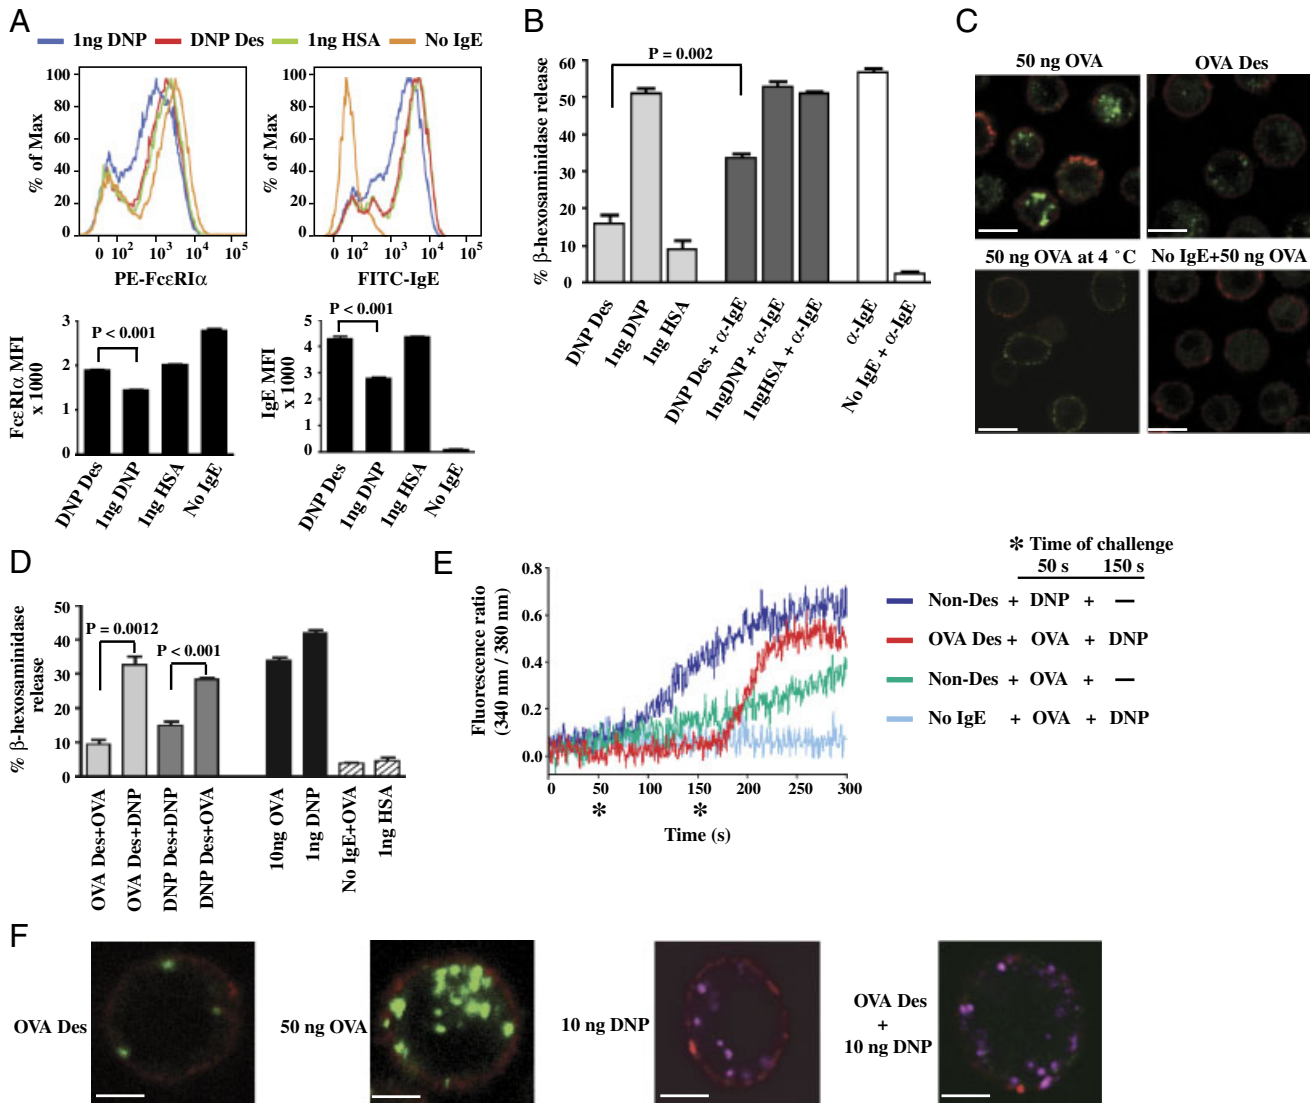 A
1ng DNP DNP Des 1ng HSA No IgE
% of Max
100
80
60
40
20
0
0 10² 10³ 10⁴ 10⁵
PE-FcεRIα
% of Max
100
80
60
40
20
0
0 10² 10³ 10⁴ 10⁵
FITC-IgE
FcεRIα MFI
x 1000
3
2
1
0
P < 0.001
DNP Des
1ng DNP
1ng HSA
No IgE
IgE MFI
x 1000
5
4
3
2
1
0
P < 0.001
DNP Des
1ng DNP
1ng HSA
No IgE
B
% β-hexosaminidase release
60
50
40
30
20
10
0
P = 0.002
DNP Des
1ng DNP
1ng HSA
DNP Des + α-IgE
1ngDNP + α-IgE
1ngHSA + α-IgE
α-IgE
No IgE + α-IgE
C
50 ng OVA
OVA Des
50 ng OVA at 4 ˚C
No IgE+50 ng OVA
D
% β-hexosaminidase
release
50
40
30
20
10
0
P = 0.0012
P < 0.001
OVA Des+OVA
OVA Des+DNP
DNP Des+DNP
DNP Des+OVA
10ng OVA
1ng DNP
No IgE+OVA
1ng HSA
E
Fluorescence ratio
(340 nm / 380 nm)
0.8
0.6
0.4
0.2
0.0
0 50 100 150 200 250 300
* *
Time (s)
* Time of challenge
50 s 150 s
Non-Des + DNP + —
OVA Des + OVA + DNP
Non-Des + OVA + —
No IgE + OVA + DNP
F
OVA Des
50 ng OVA
10 ng DNP
OVA Des
+
10 ng DNP